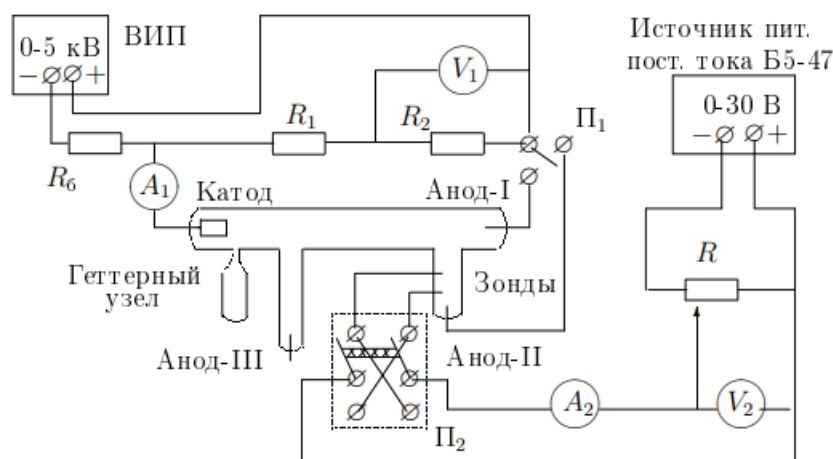 ВИП
0-5 кВ
− +
V₁
R₁
R₂
П₁
R_б
A₁
Катод
Анод-I
Геттерный
узел
Зонды
Анод-III
Анод-II
П₂
A₂
V₂
Источник пит.
пост. тока Б5-47
0-30 В
− +
R